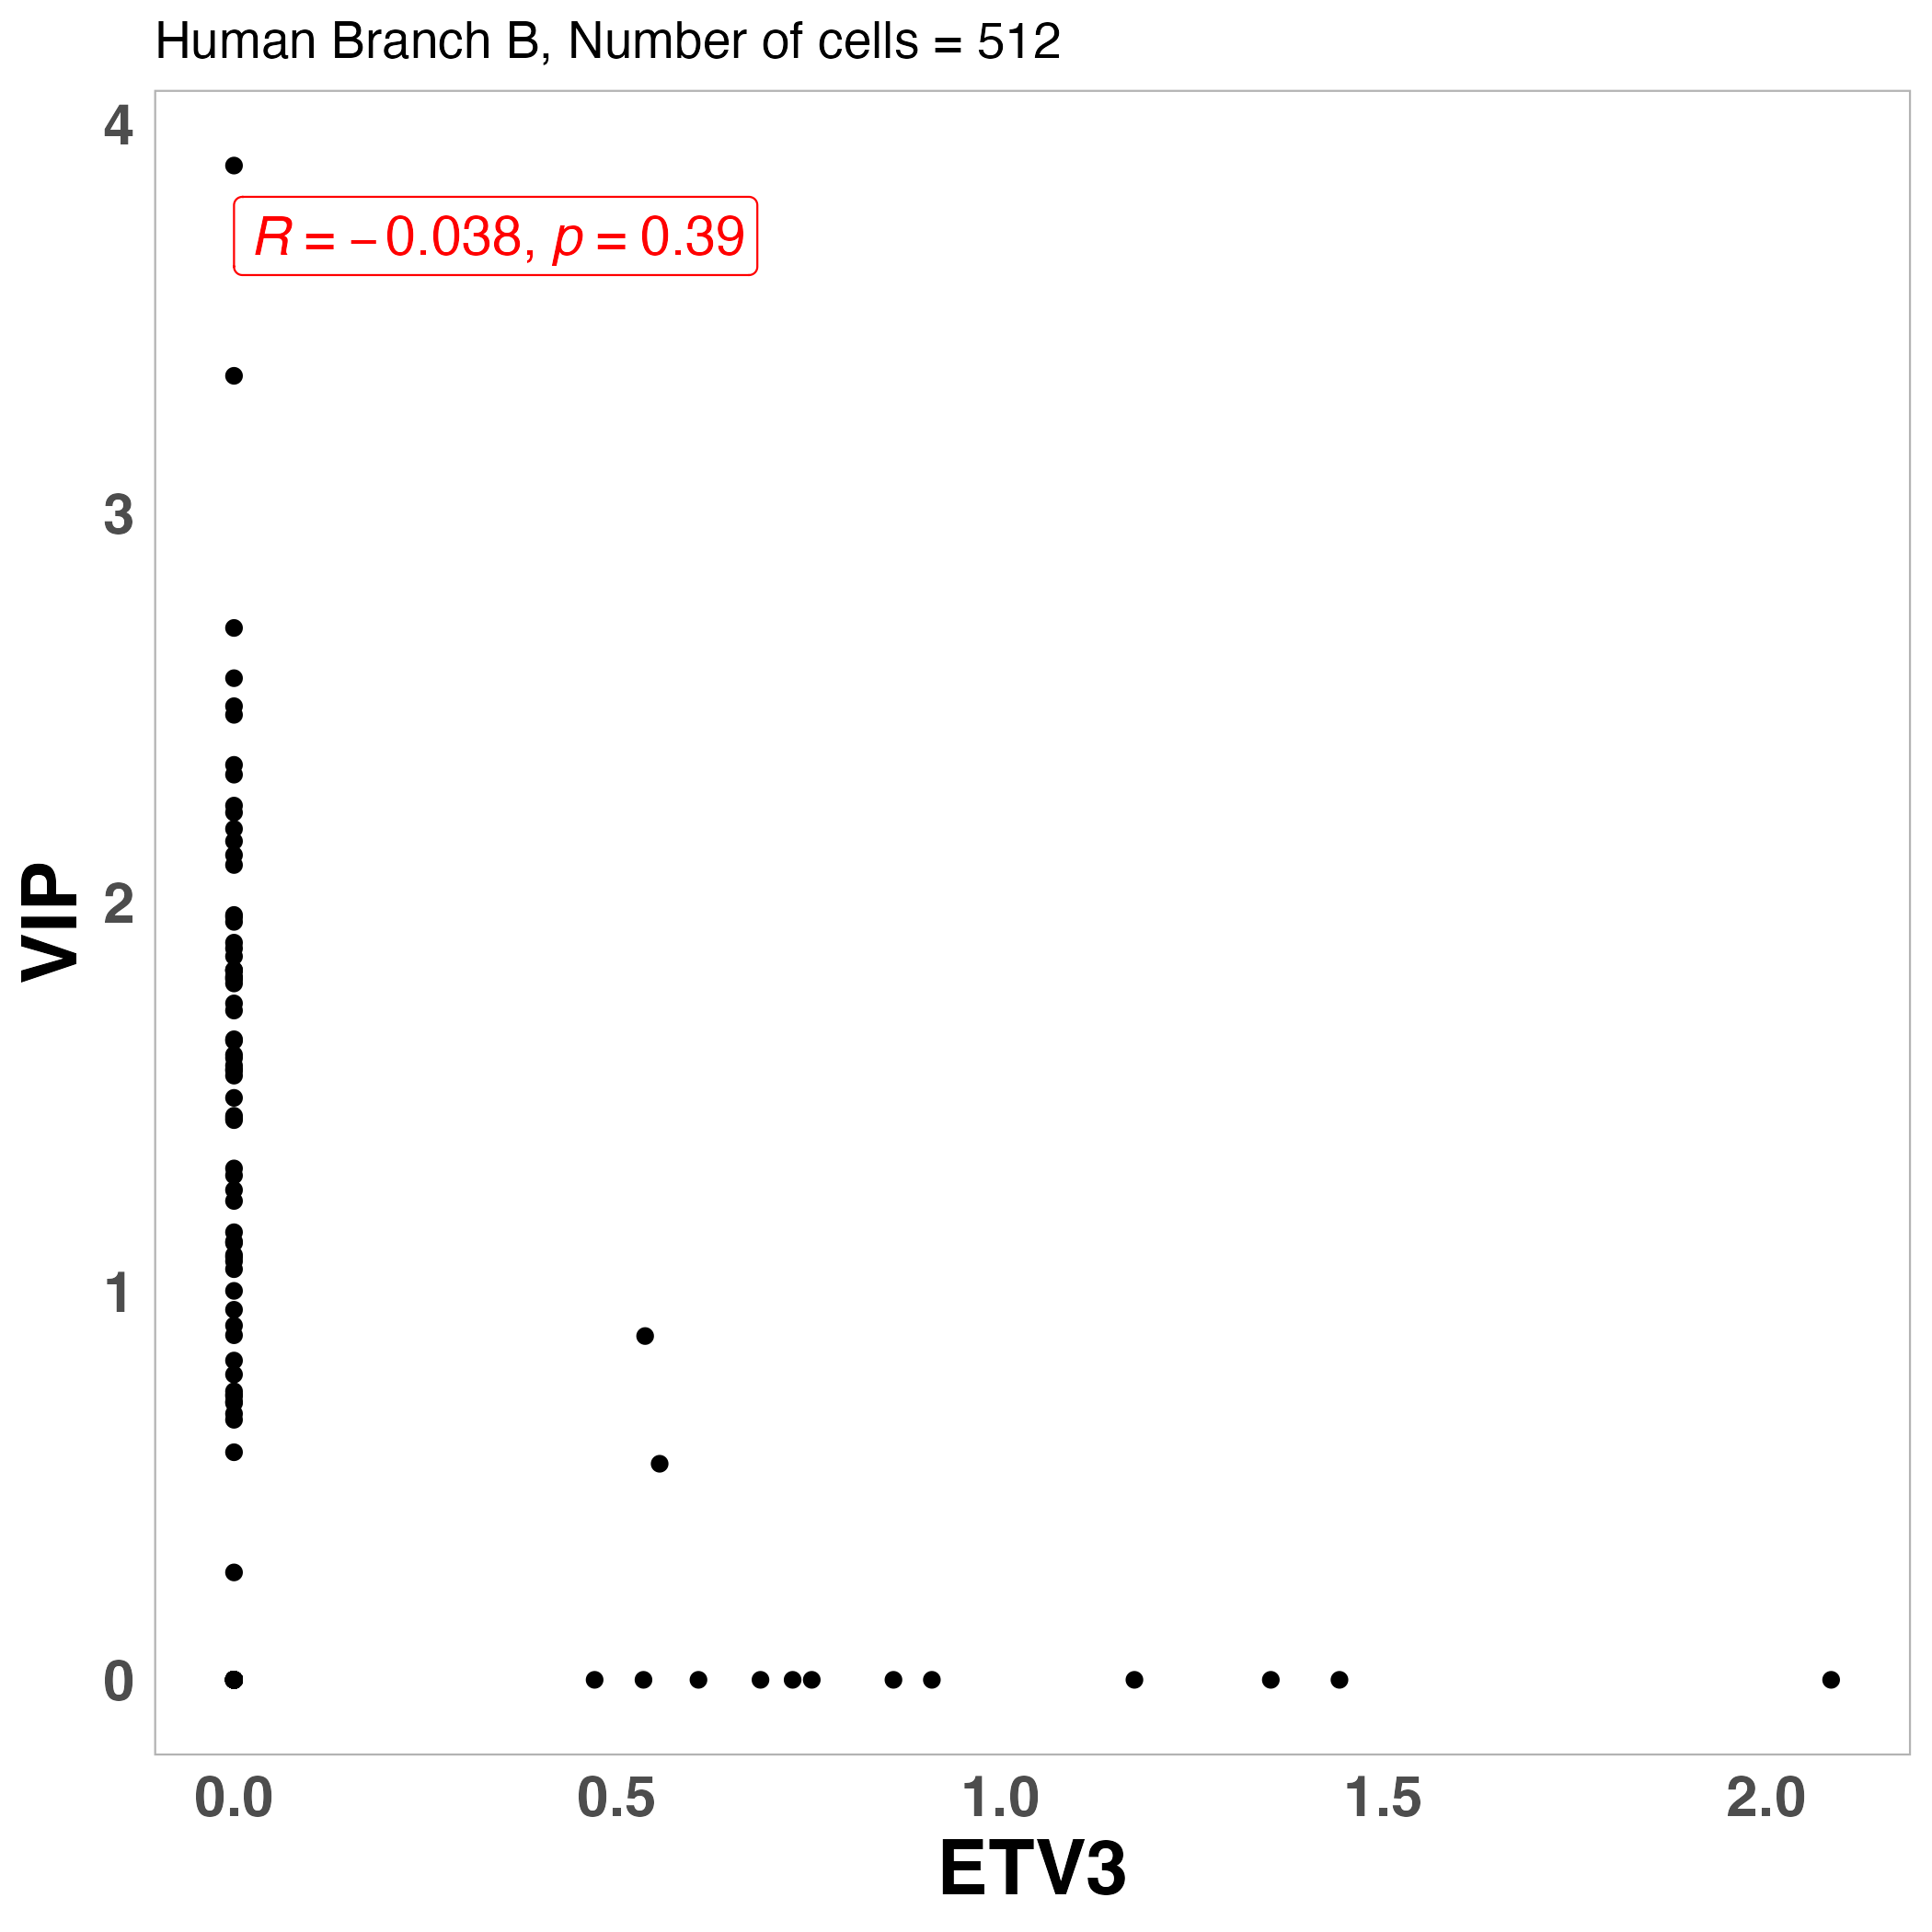 Human Branch B, Number of cells = 512
4
R = −0.038, p = 0.39
3
2
VIP
1
0
0.0 0.5 1.0 1.5 2.0
ETV3